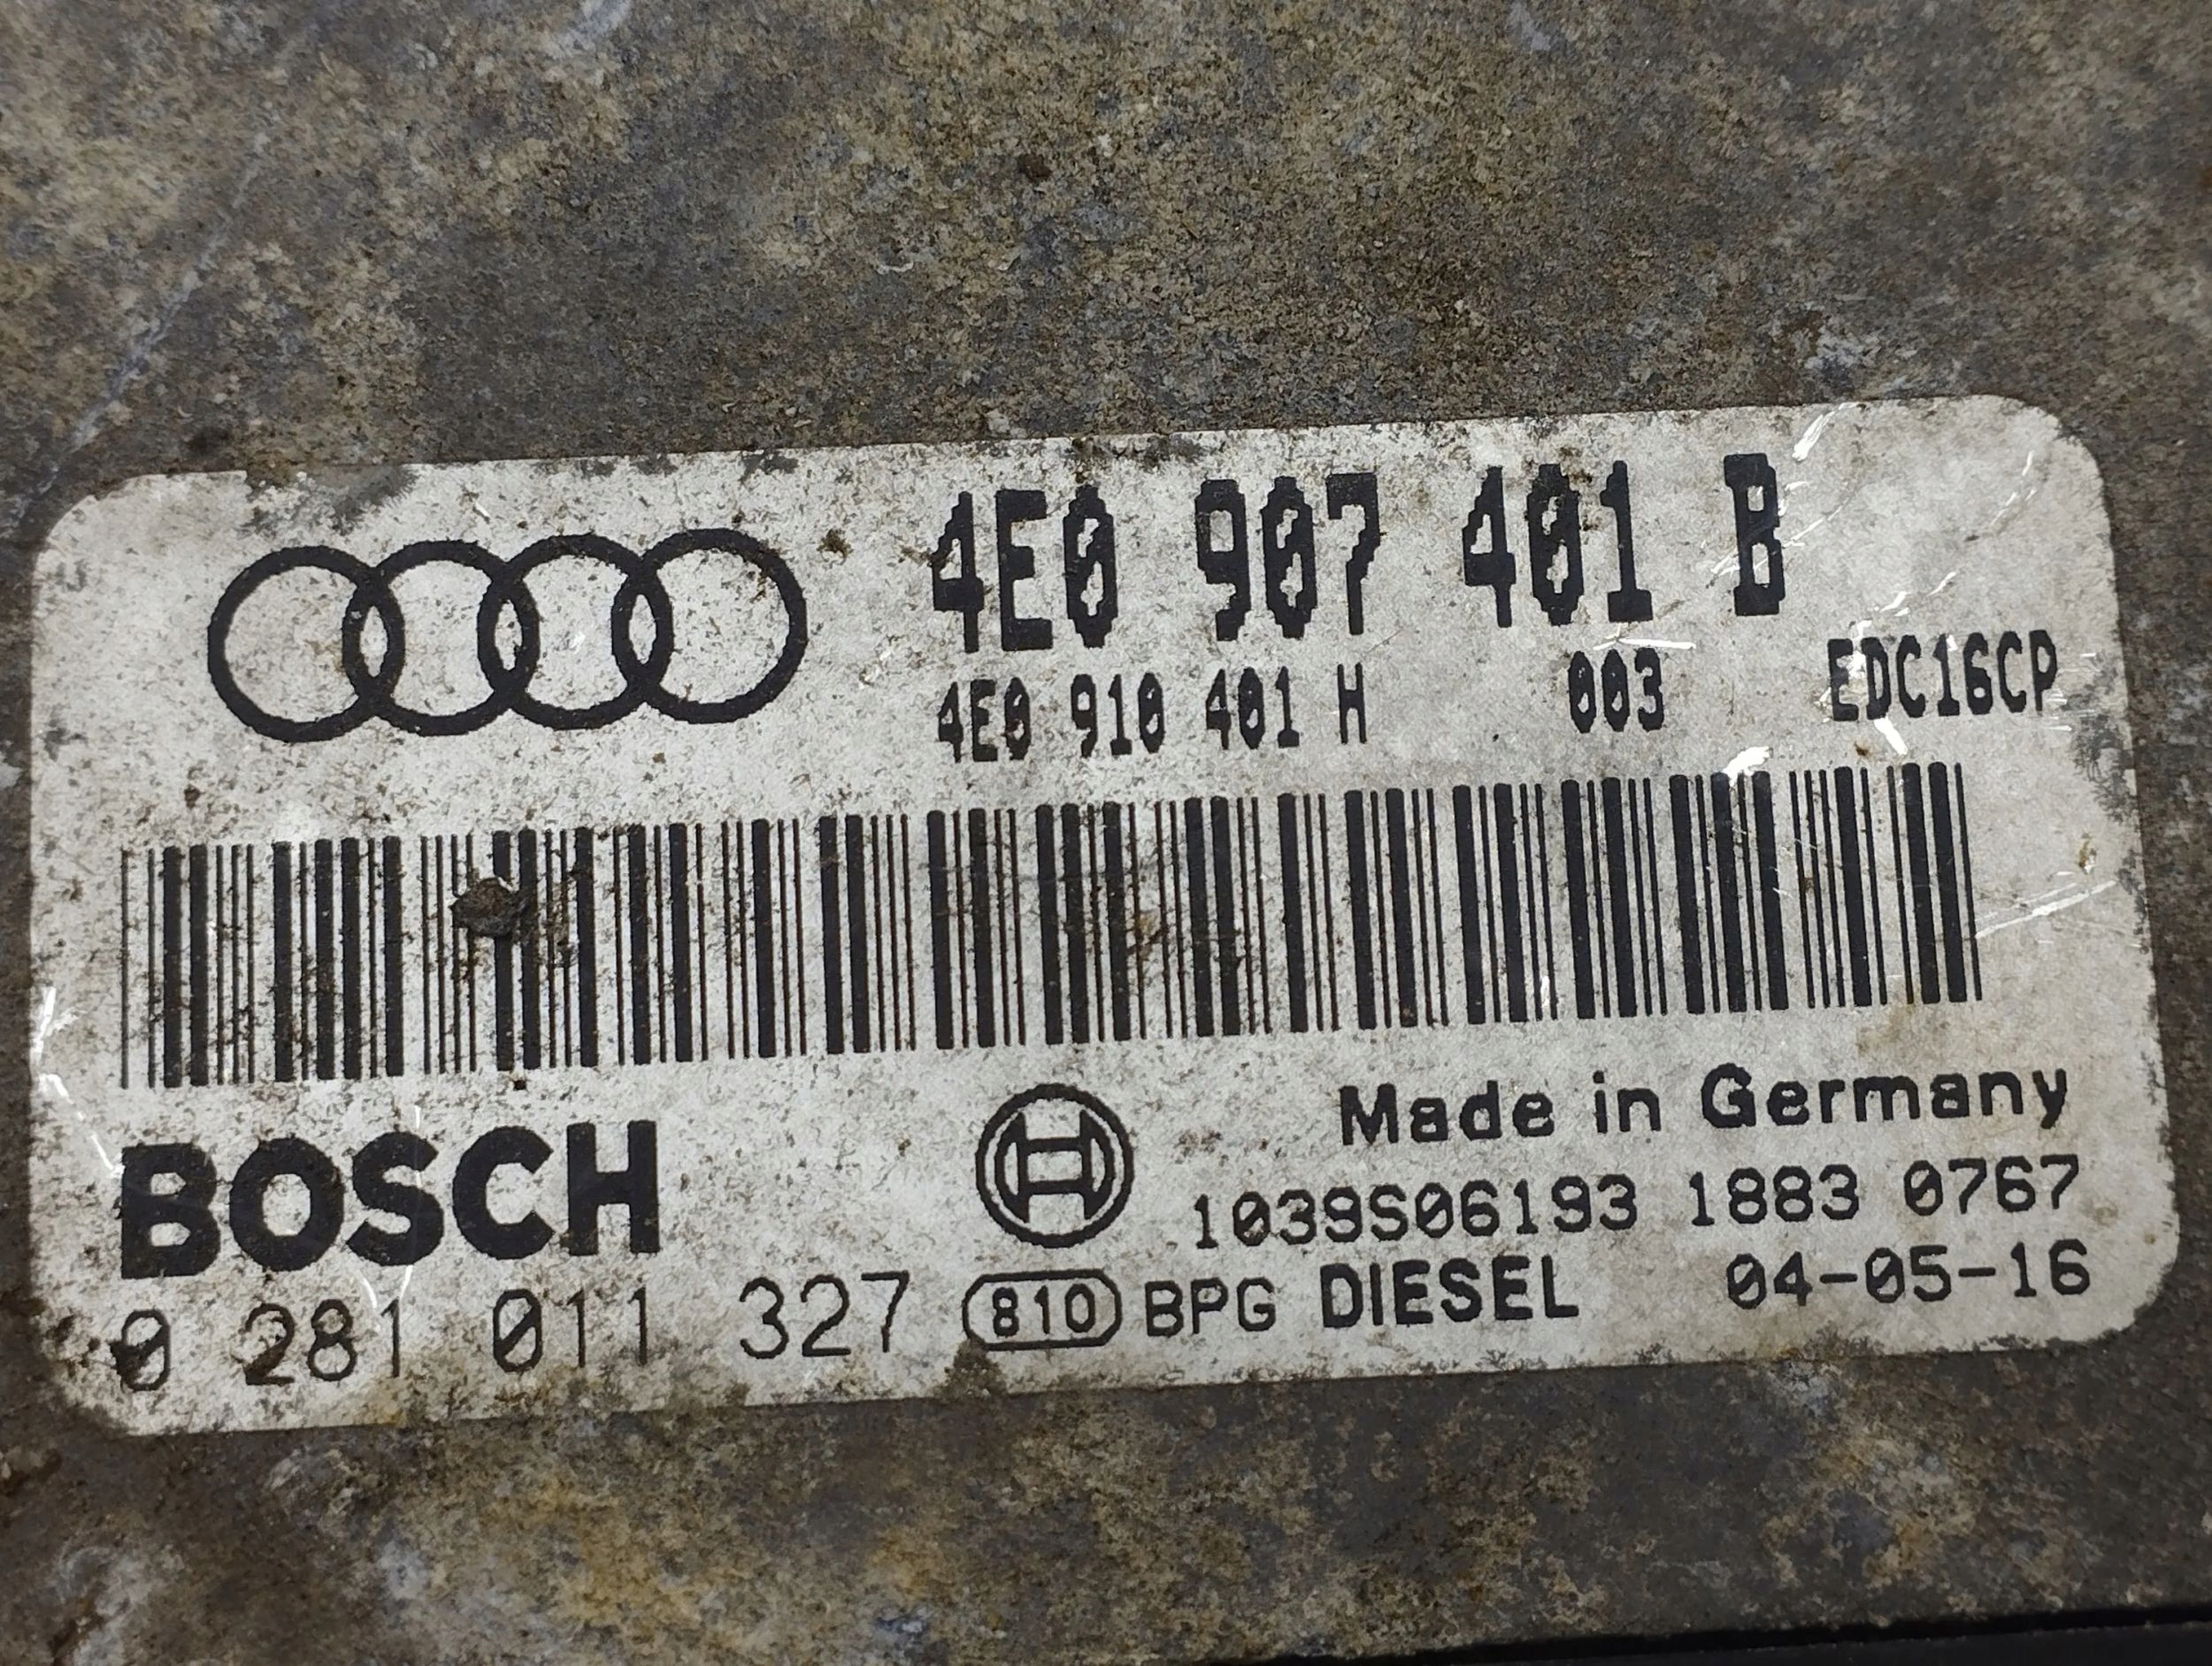 4E0 907 401 B
4E0 910 401 H 003 EDC16CP
Made in Germany
BOSCH
1039S06193 1883 0767
0 281 011 327 810 BPG DIESEL 04-05-16